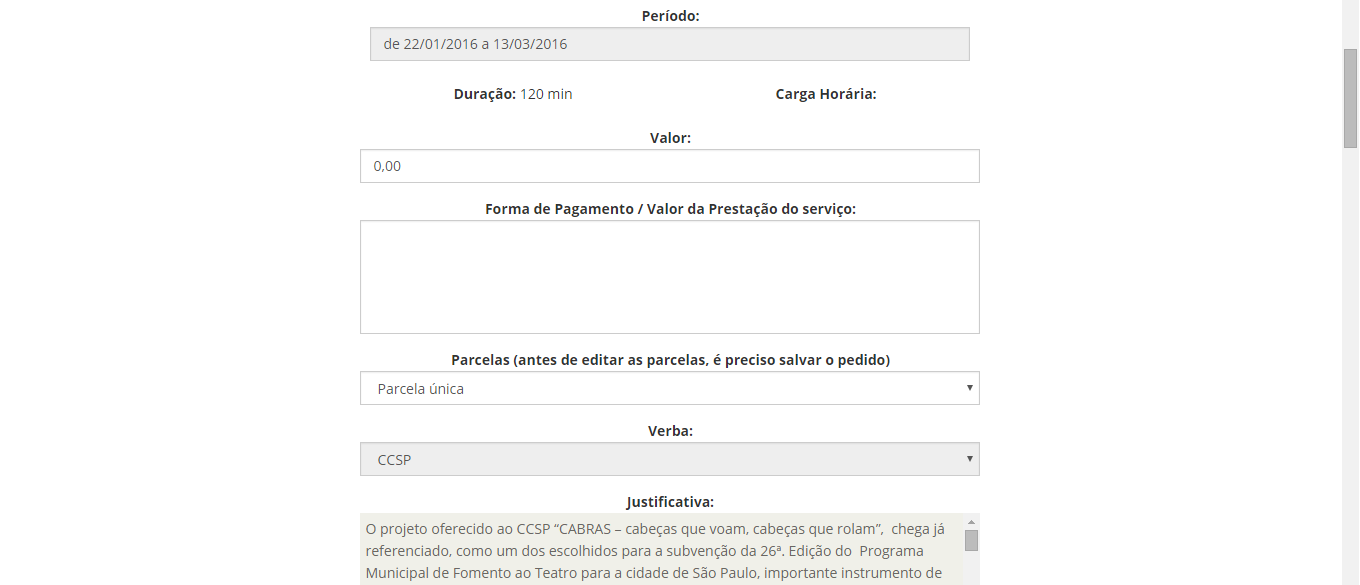 Período:
de 22/01/2016 a 13/03/2016
Duração: 120 min
Carga Horária:
Valor:
0,00
Forma de Pagamento / Valor da Prestação do serviço:
Parcelas (antes de editar as parcelas, é preciso salvar o pedido)
Parcela única
Verba:
CCSP
Justificativa:
O projeto oferecido ao CCSP “CABRAS – cabeças que voam, cabeças que rolam”,  chega já
referenciado, como um dos escolhidos para a subvenção da 26ª. Edição do  Programa
Municipal de Fomento ao Teatro para a cidade de São Paulo, importante instrumento de